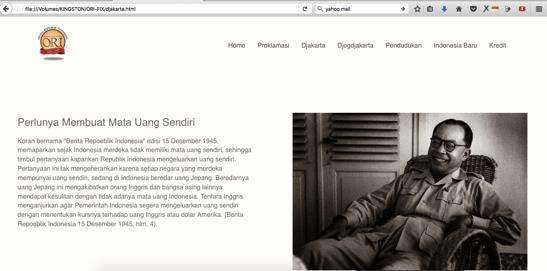 file:///Volumes/KINGSTON/ORI-FIX/djakarta.html
yahoo mail
ORI
Home Proklamasi Djakarta Djogdjakarta Pendudukan Indonesia Baru Kredit
Perlunya Membuat Mata Uang Sendiri
Koran bernama "Berita Repoeblik Indonesia" edisi 15 Desember 1945,
memaparkan sejak Indonesia merdeka tidak memiliki mata uang sendiri, sehingga
timbul pertanyaan kapankan Republik Indonesia mengeluarkan uang sendiri.
Pertanyaan ini tak mengeherankan karena setiap negara yang merdeka
mempunyai uang sendiri, sedang di Indonesia beredar uang Jepang. Beredarnya
uang Jepang ini mengakibatkan orang Inggris dan bangsa asing lainnya
mendapat kesulitan dengan tidak adanya mata uang Indonesia. Tentara Inggris
menganjurkan agar Pemerintah Indonesia segera mengeluarkan uang sendiri
dengan menentukan kursnya terhadap uang Inggris atau dolar Amerika. (Berita
Repoeblik Indonesia 15 Desember 1945, hlm. 4).